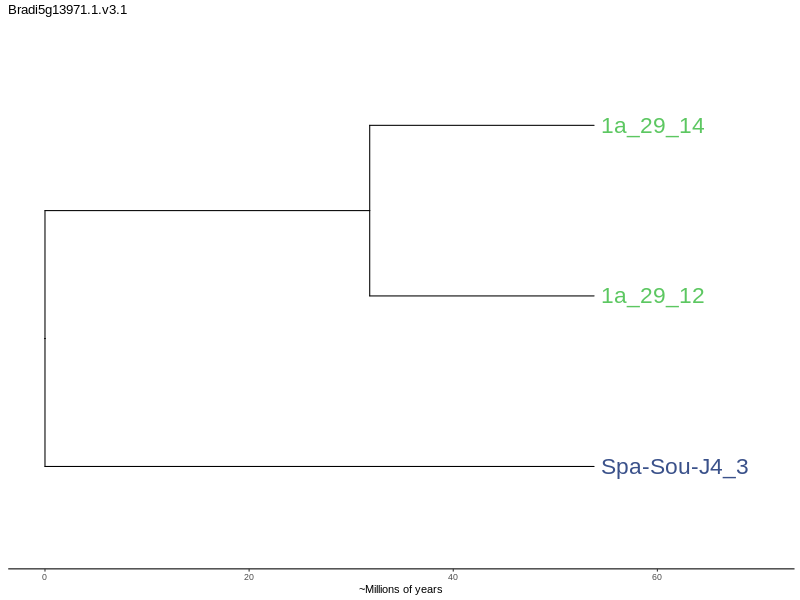 Bradi5g13971.1.v3.1
1a_29_14
1a_29_12
Spa-Sou-J4_3
0 20 40 60
~Millions of years